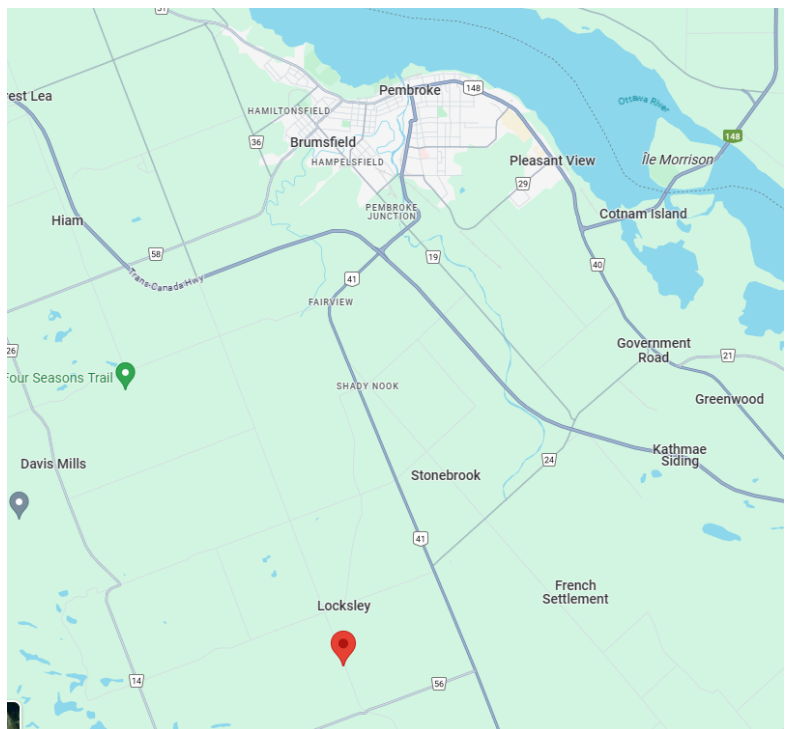 51
rest Lea
Pembroke
148
HAMILTONSFIELD
Ottawa River
36
Brumsfield
148
HAMPELSFIELD
Pleasant View
Île Morrison
29
PEMBROKE
JUNCTION
Cotnam Island
Hiam
58
19
40
Trans-Canada Hwy
41
FAIRVIEW
Government
Road
26
21
Four Seasons Trail
SHADY NOOK
Greenwood
Kathmae
Siding
Davis Mills
24
Stonebrook
41
French
Settlement
Locksley
14
56